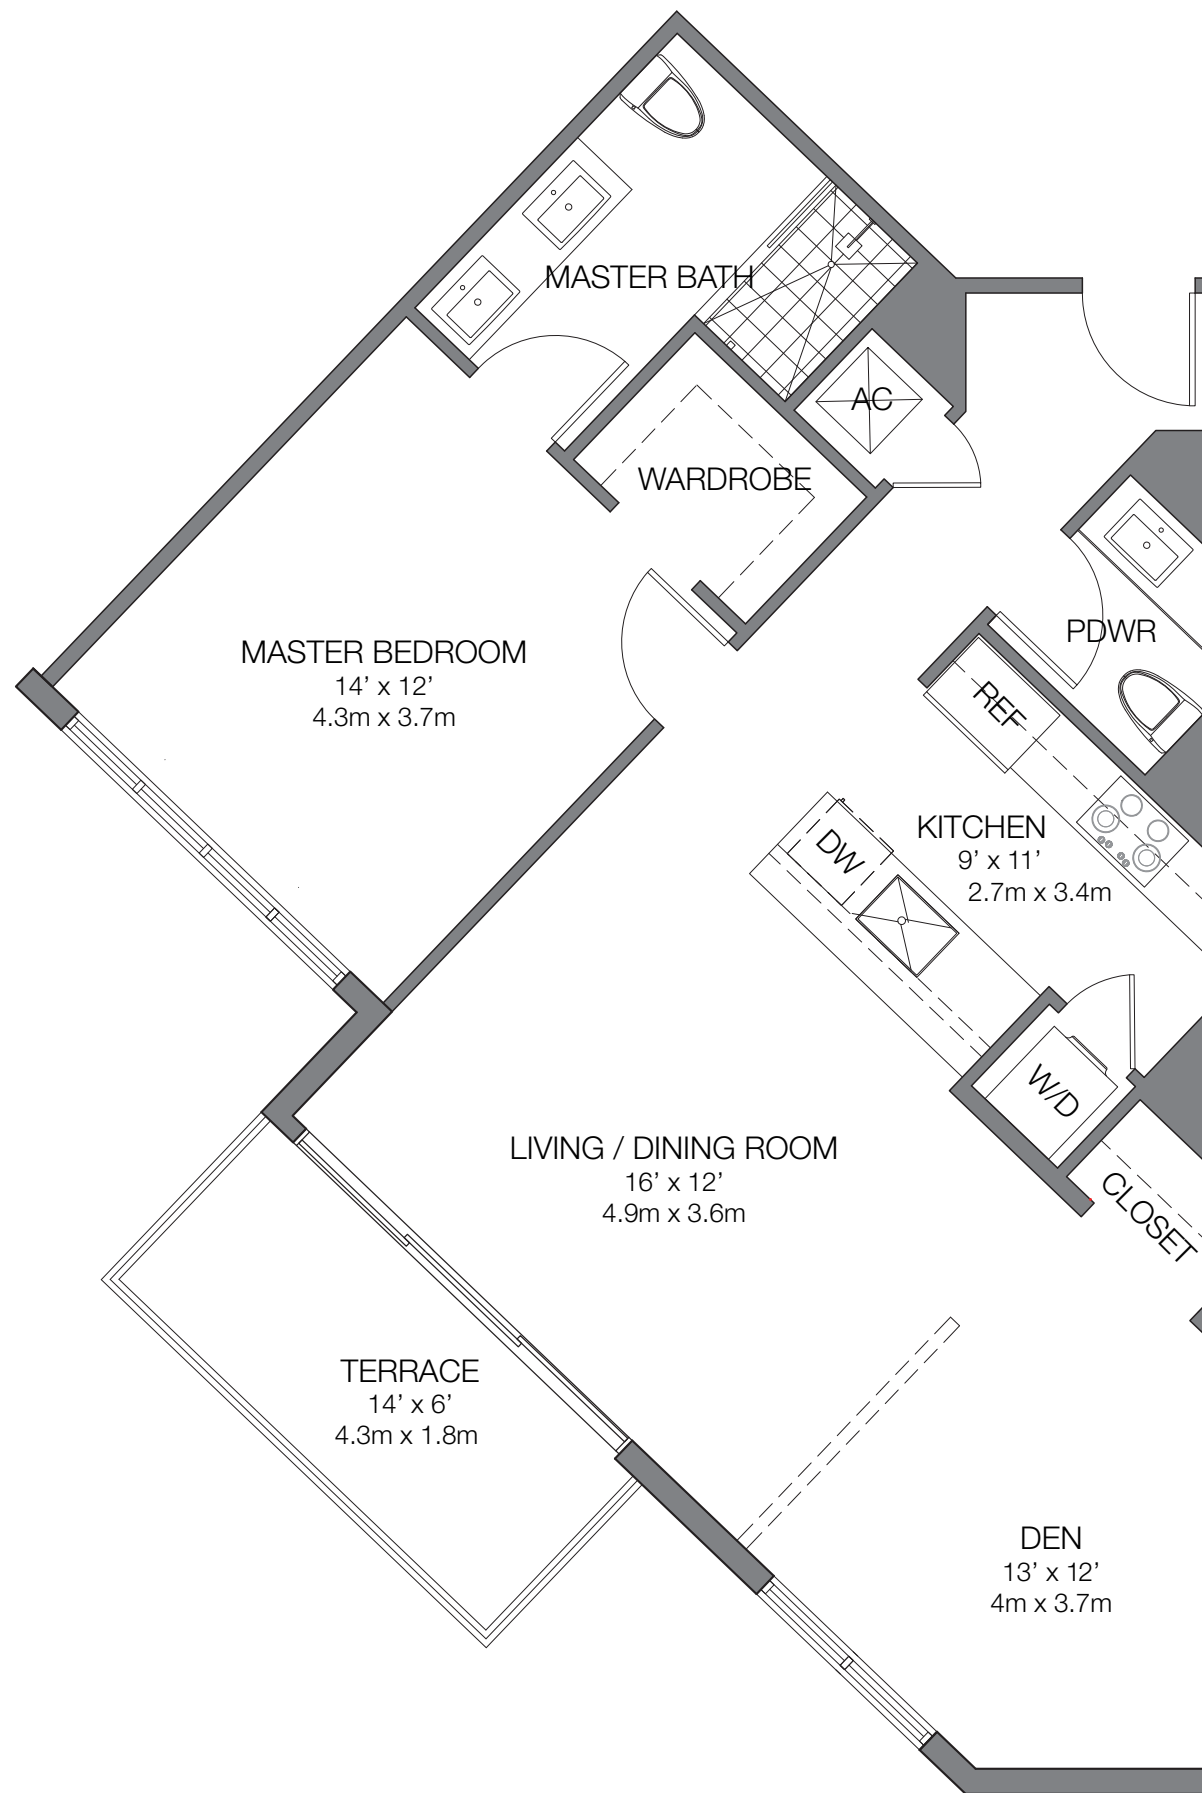 MASTER BATH
AC
WARDROBE
MASTER BEDROOM
14’ x 12’
4.3m x 3.7m
PDWR
REF
KITCHEN
9’ x 11’
2.7m x 3.4m
DW
W/D
LIVING / DINING ROOM
16’ x 12’
4.9m x 3.6m
CLOSET
TERRACE
14’ x 6’
4.3m x 1.8m
DEN
13’ x 12’
4m x 3.7m